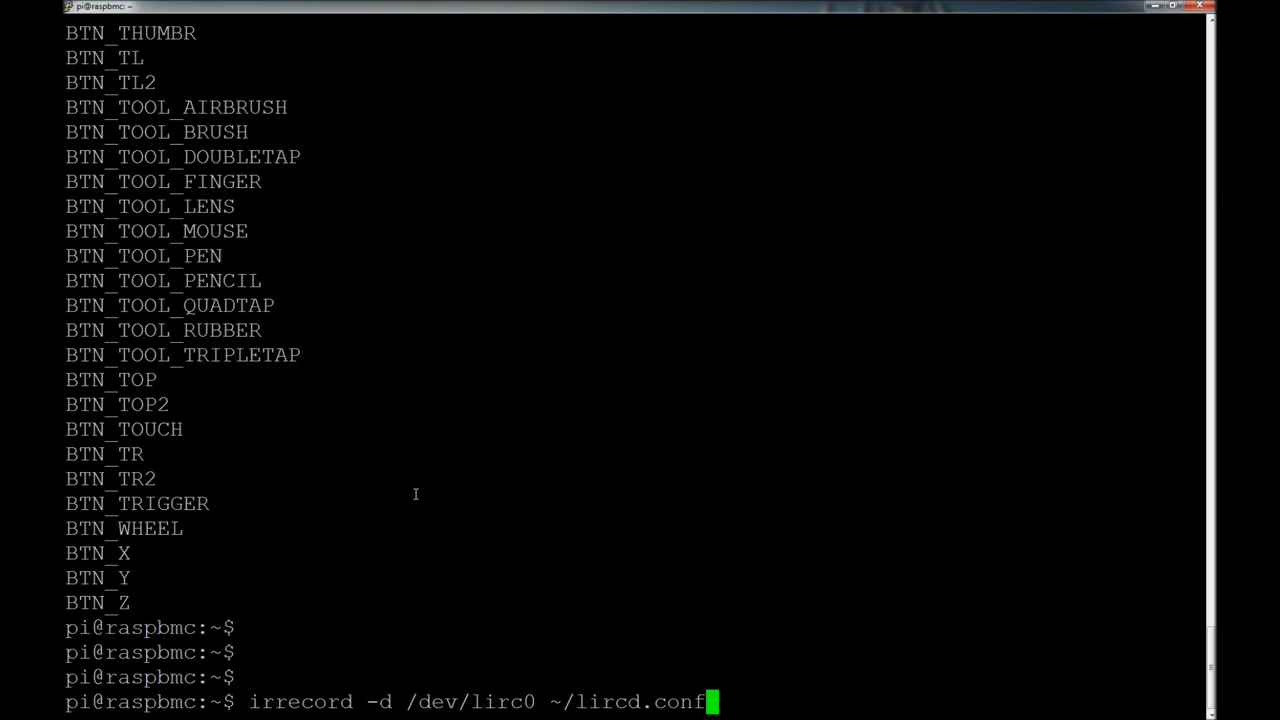 pi@raspbmc: ~
BTN_THUMBR
BTN_TL
BTN_TL2
BTN_TOOL_AIRBRUSH
BTN_TOOL_BRUSH
BTN_TOOL_DOUBLETAP
BTN_TOOL_FINGER
BTN_TOOL_LENS
BTN_TOOL_MOUSE
BTN_TOOL_PEN
BTN_TOOL_PENCIL
BTN_TOOL_QUADTAP
BTN_TOOL_RUBBER
BTN_TOOL_TRIPLETAP
BTN_TOP
BTN_TOP2
BTN_TOUCH
BTN_TR
BTN_TR2
BTN_TRIGGER
BTN_WHEEL
BTN_X
BTN_Y
BTN_Z
pi@raspbmc:~$
pi@raspbmc:~$
pi@raspbmc:~$
pi@raspbmc:~$ irrecord -d /dev/lirc0 ~/lircd.conf